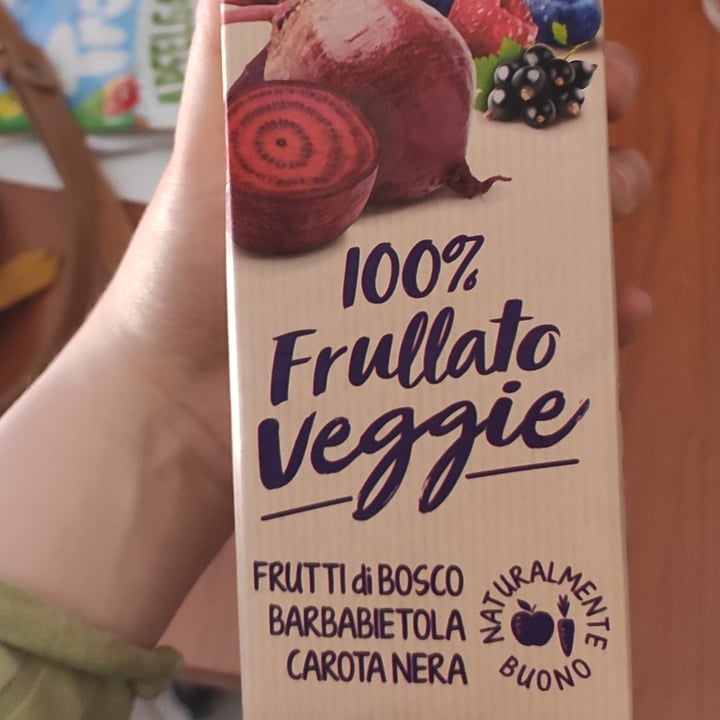 100%
Frullato
Veggie
FRUTTI di BOSCO
BARBABIETOLA
CAROTA NERA
NATURALMENTE
BUONO